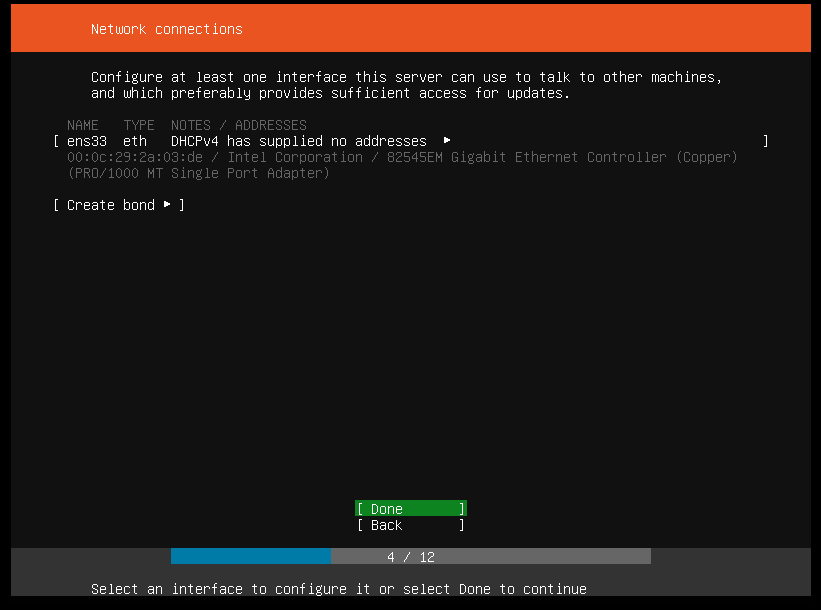 Network connections
Configure at least one interface this server can use to talk to other machines,
and which preferably provides sufficient access for updates.
NAME TYPE NOTES / ADDRESSES
[ ens33 eth DHCPv4 has supplied no addresses ▸ ]
00:0c:29:2a:03:de / Intel Corporation / 82545EM Gigabit Ethernet Controller (Copper)
(PRO/1000 MT Single Port Adapter)
[ Create bond ▸ ]
[ Done ]
[ Back ]
4 / 12
Select an interface to configure it or select Done to continue